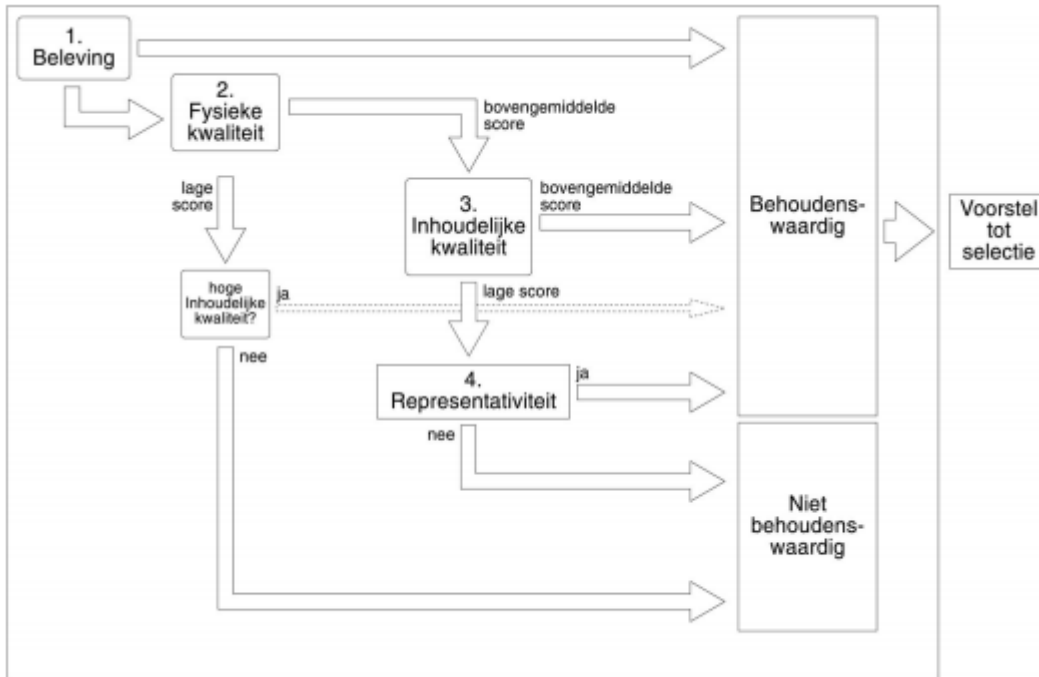 1.
Beleving
2.
Fysieke
kwaliteit
bovengemiddelde
score
lage
score
3.
Inhoudelijke
kwaliteit
bovengemiddelde
score
Behoudens-
waardig
Voorstel
tot
selectie
hoge
Inhoudelijke
kwaliteit?
ja
lage score
nee
4.
Representativiteit
ja
nee
Niet
behoudens-
waardig